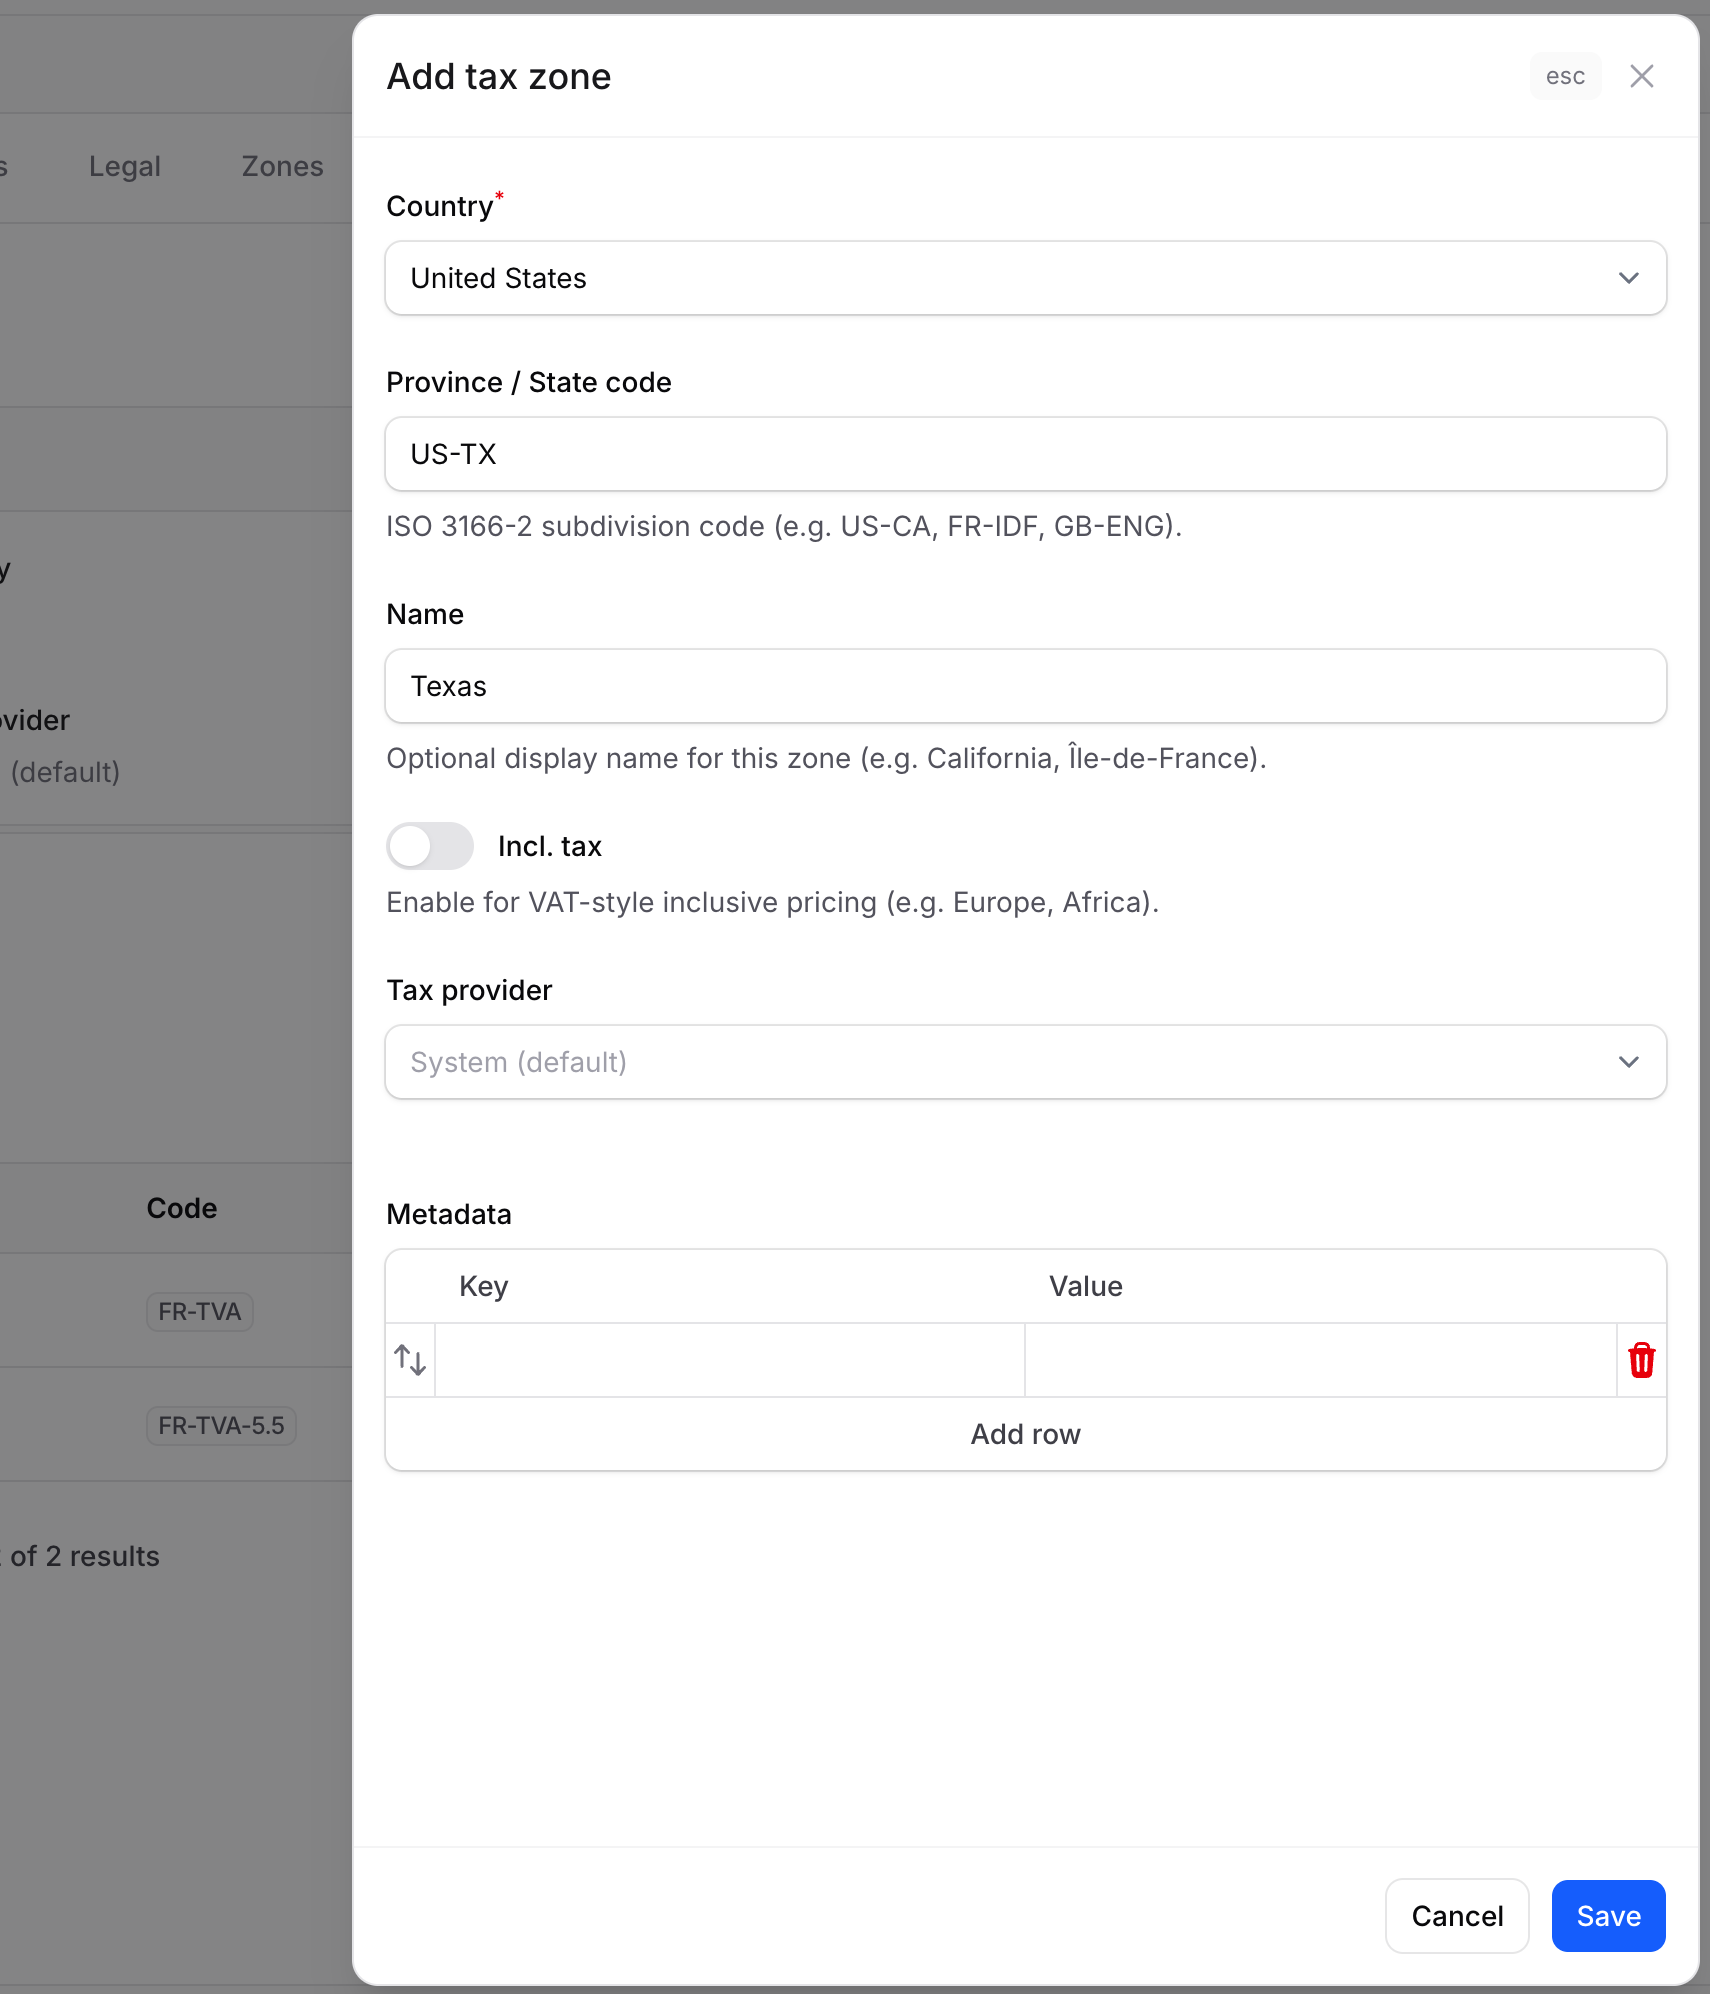 Add tax zone
esc
Legal
Zones
Country*
United States
Province / State code
US-TX
ISO 3166-2 subdivision code (e.g. US-CA, FR-IDF, GB-ENG).
Name
Texas
Optional display name for this zone (e.g. California, Île-de-France).
(default)
Incl. tax
Enable for VAT-style inclusive pricing (e.g. Europe, Africa).
Tax provider
System (default)
Code
FR-TVA
FR-TVA-5.5
of 2 results
Metadata
Key Value
Add row
Cancel
Save